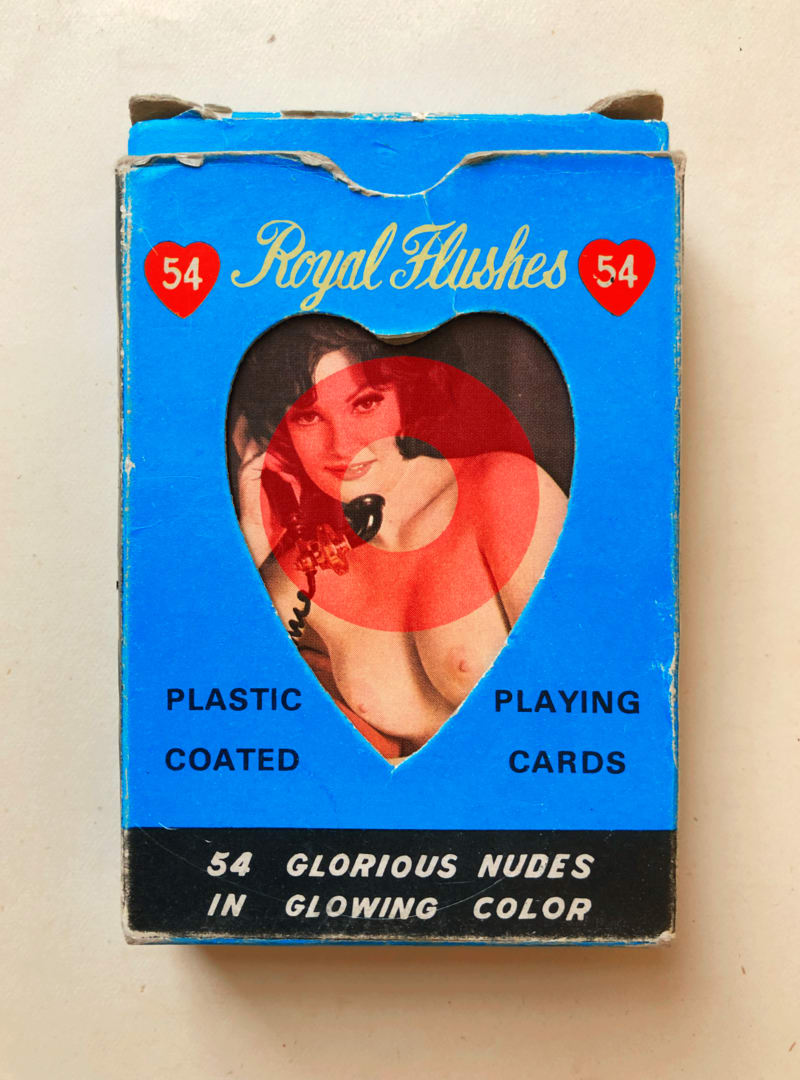 Royal Flushes
54
54
PLASTIC
COATED
PLAYING
CARDS
54 GLORIOUS NUDES
IN GLOWING COLOR